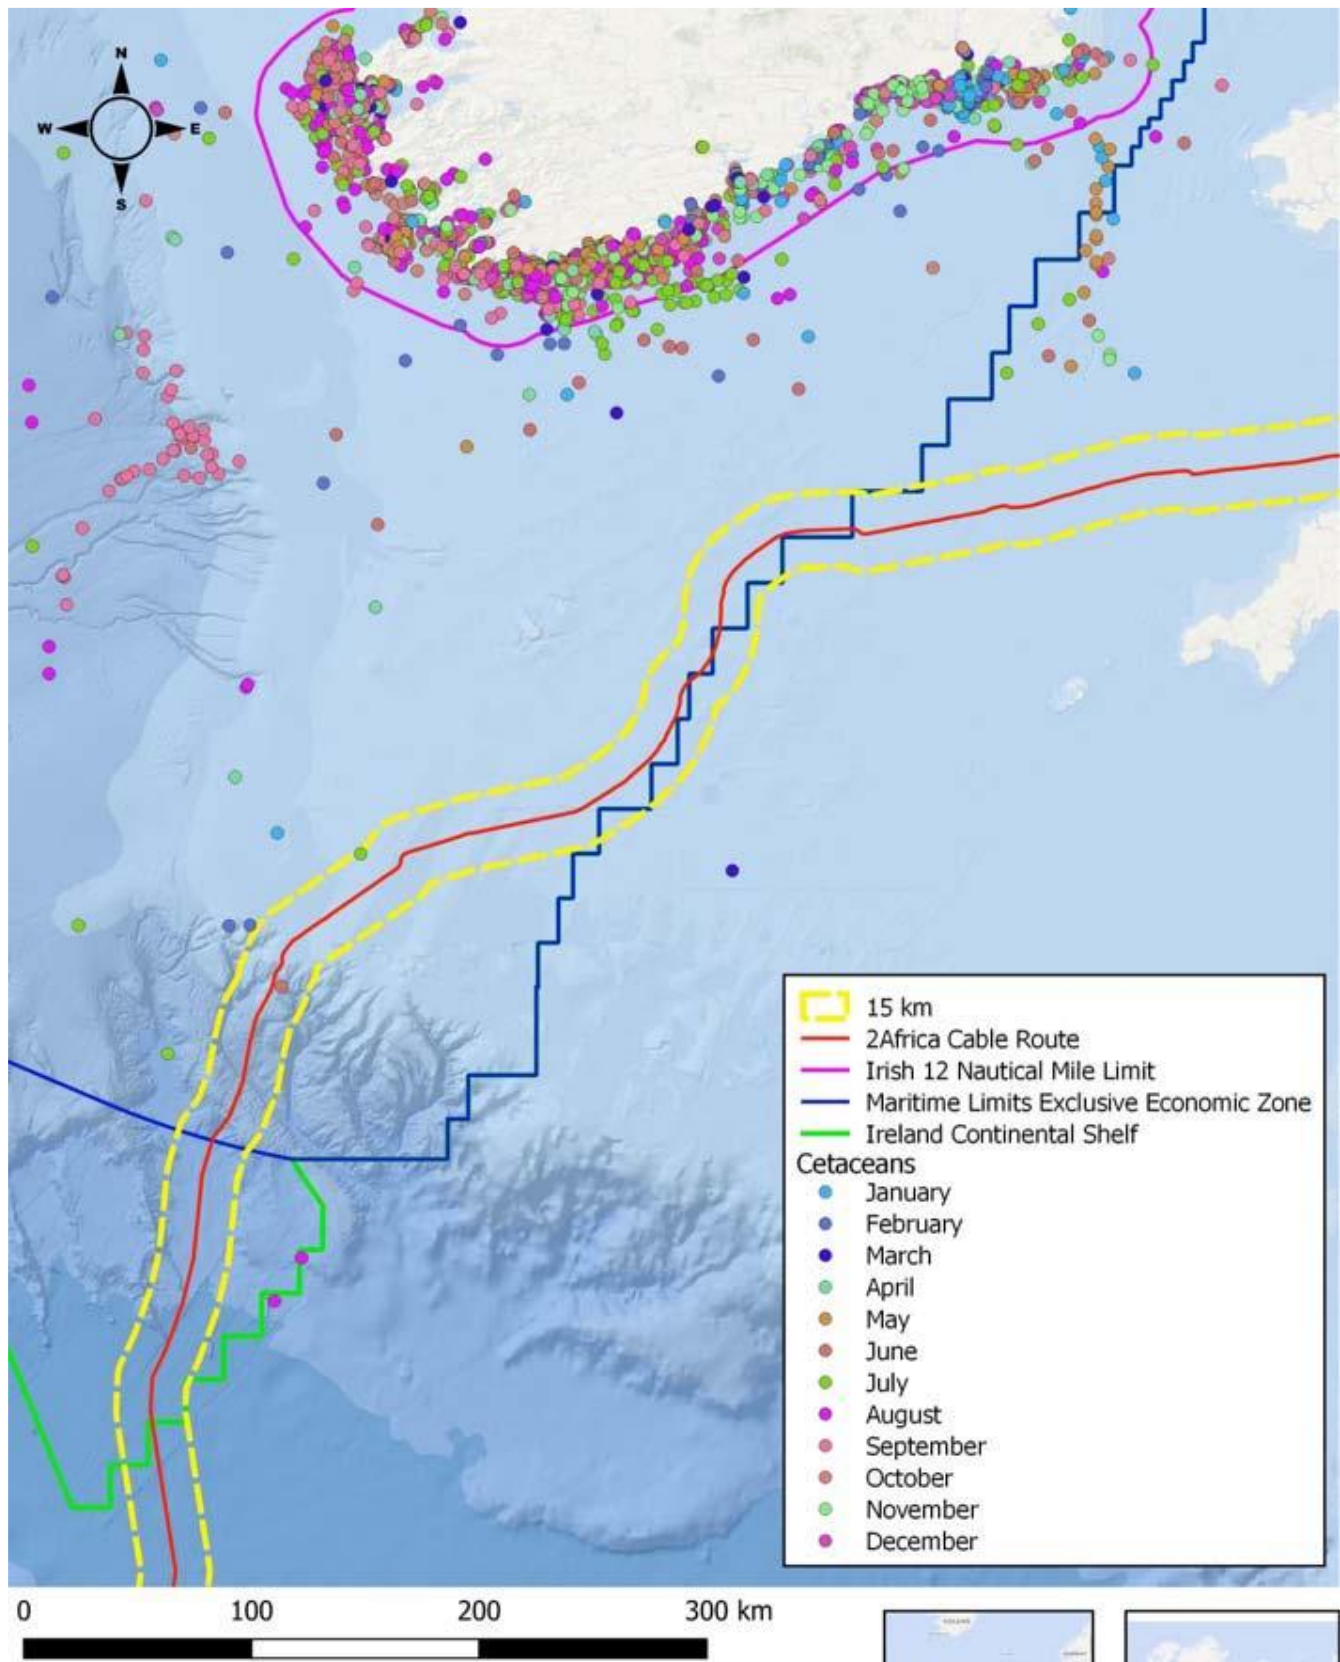 N
W E
S
15 km
2Africa Cable Route
Irish 12 Nautical Mile Limit
Maritime Limits Exclusive Economic Zone
Ireland Continental Shelf
Cetaceans
January
February
March
April
May
June
July
August
September
October
November
December
0 100 200 300 km